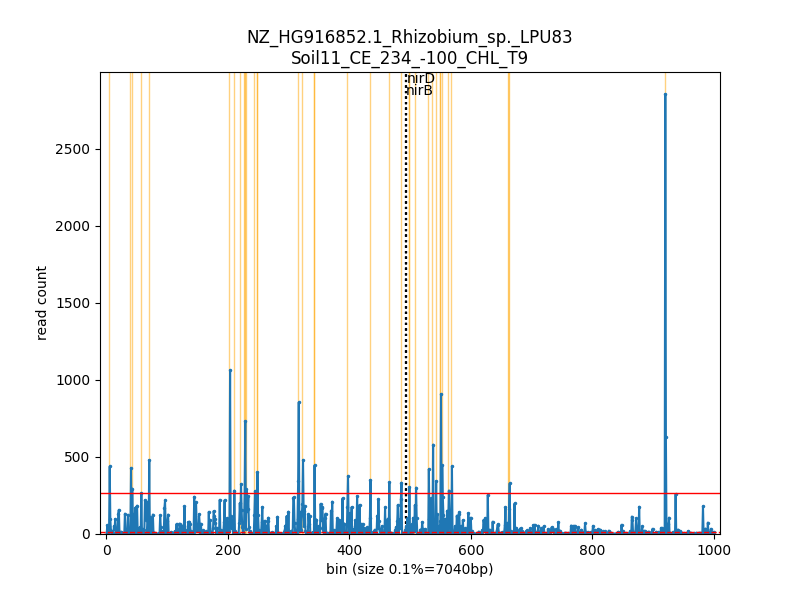 NZ_HG916852.1_Rhizobium_sp._LPU83
Soil11_CE_234_-100_CHL_T9
nirD
nirB
2500
2000
1500
1000
500
0
read count
0 200 400 600 800 1000
bin (size 0.1%=7040bp)